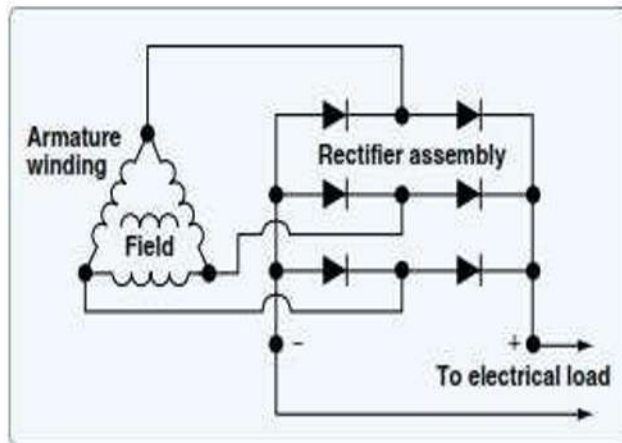 Armature
winding
Rectifier assembly
Field
- +
To electrical load